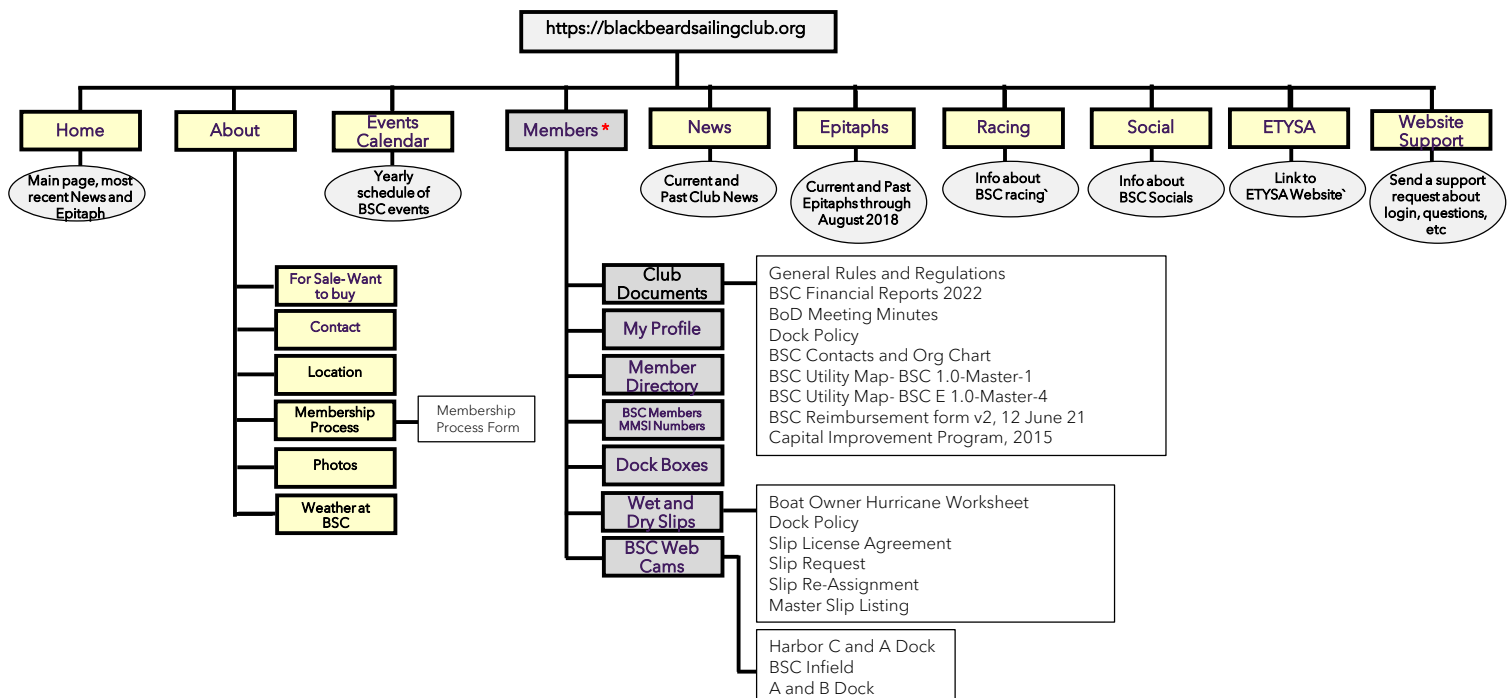 https://blackbeardsailingclub.org
Home
About
Events
Calendar
Members *
News
Epitaphs
Racing
Social
ETYSA
Website
Support
Main page, most
recent News and
Epitaph
Yearly
schedule of
BSC events
Current and
Past Club News
Current and Past
Epitaphs through
August 2018
Info about
BSC racing`
Info about
BSC Socials
Link to
ETYSA Website`
Send a support
request about
login, questions,
etc
For Sale-Want
to buy
Contact
Location
Membership
Process
Membership
Process Form
Photos
Weather at
BSC
Club
Documents
My Profile
Member
Directory
BSC Members
MMSI Numbers
Dock Boxes
Wet and
Dry Slips
BSC Web
Cams
General Rules and Regulations
BSC Financial Reports 2022
BoD Meeting Minutes
Dock Policy
BSC Contacts and Org Chart
BSC Utility Map- BSC 1.0-Master-1
BSC Utility Map- BSC E 1.0-Master-4
BSC Reimbursement form v2, 12 June 21
Capital Improvement Program, 2015
Boat Owner Hurricane Worksheet
Dock Policy
Slip License Agreement
Slip Request
Slip Re-Assignment
Master Slip Listing
Harbor C and A Dock
BSC Infield
A and B Dock